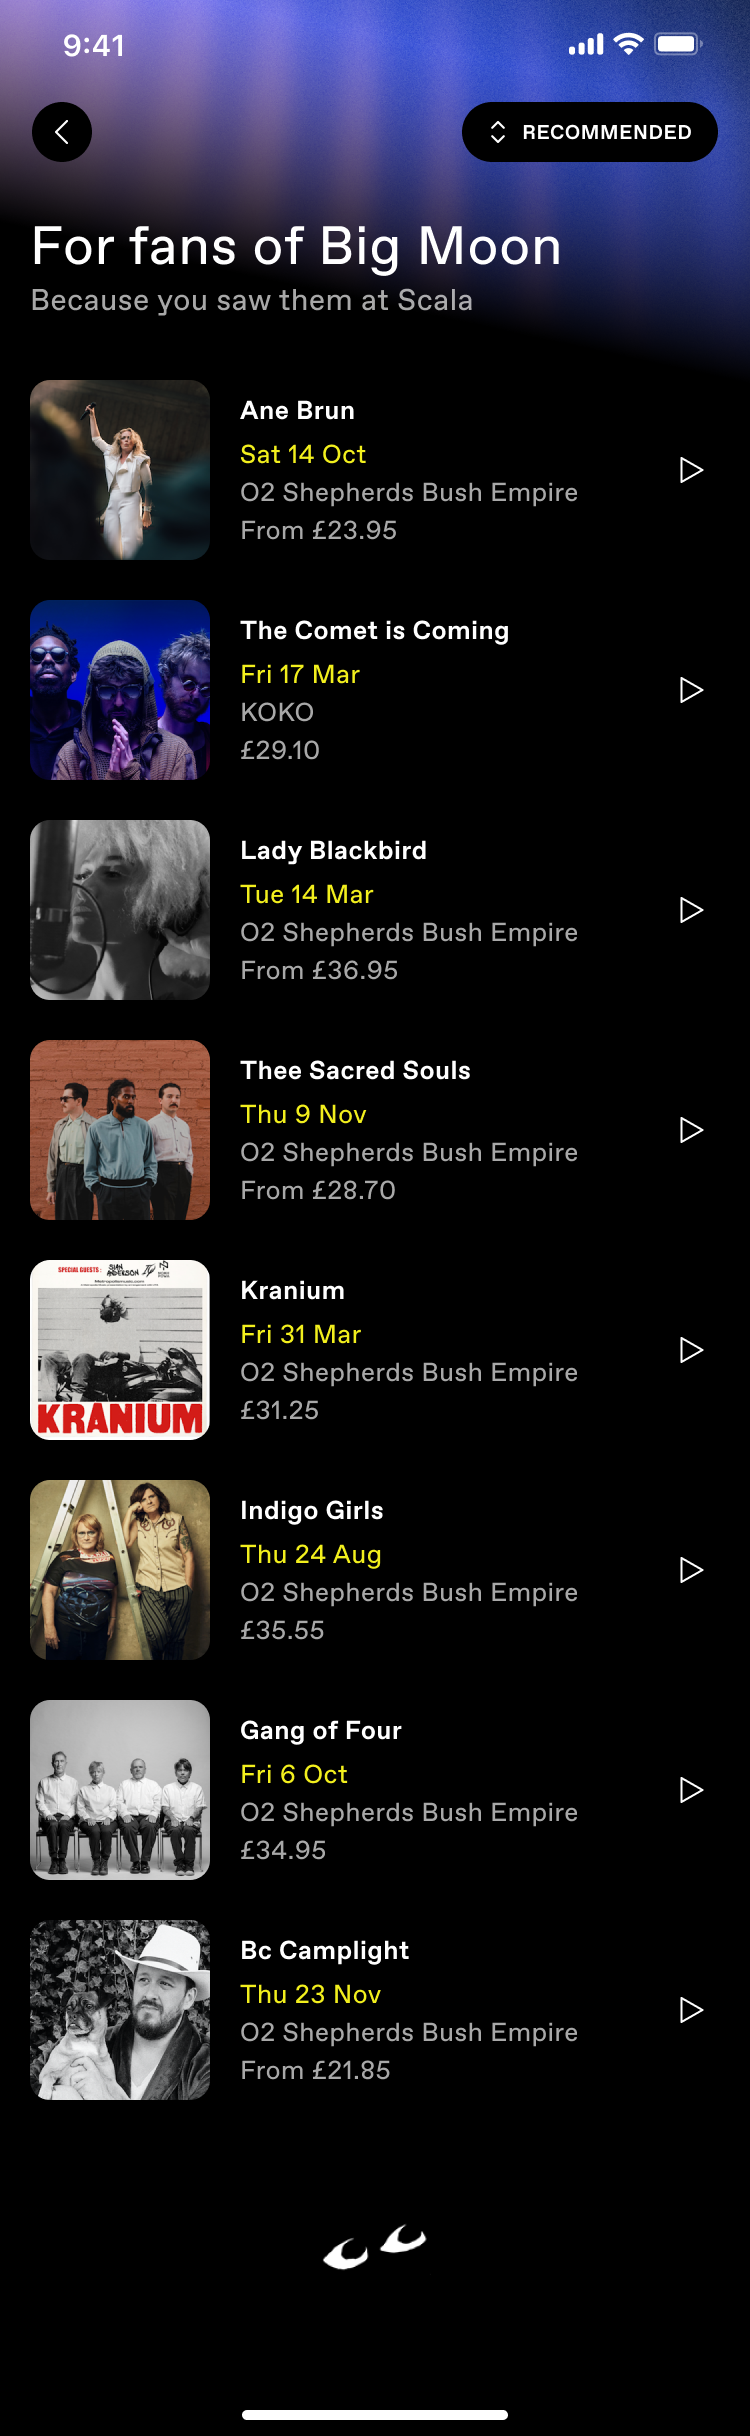 9:41
RECOMMENDED
For fans of Big Moon
Because you saw them at Scala
Ane Brun
Sat 14 Oct
O2 Shepherds Bush Empire
From £23.95
The Comet is Coming
Fri 17 Mar
KOKO
£29.10
Lady Blackbird
Tue 14 Mar
O2 Shepherds Bush Empire
From £36.95
Thee Sacred Souls
Thu 9 Nov
O2 Shepherds Bush Empire
From £28.70
SPECIAL GUESTS:
SIAN
ANDERSON
KRANIUM
Kranium
Fri 31 Mar
O2 Shepherds Bush Empire
£31.25
Indigo Girls
Thu 24 Aug
O2 Shepherds Bush Empire
£35.55
Gang of Four
Fri 6 Oct
O2 Shepherds Bush Empire
£34.95
Bc Camplight
Thu 23 Nov
O2 Shepherds Bush Empire
From £21.85